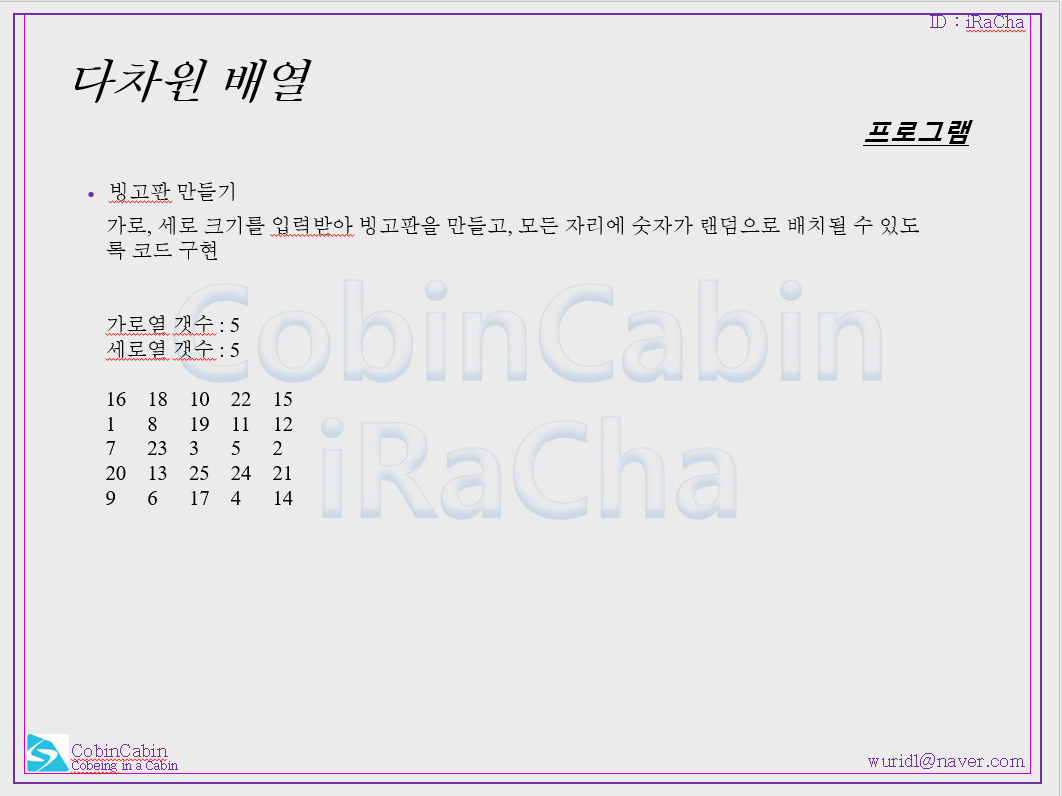 ID : iRaCha
다차원 배열
프로그램
• 빙고판 만들기
가로, 세로 크기를 입력받아 빙고판을 만들고, 모든 자리에 숫자가 랜덤으로 배치될 수 있도
록 코드 구현
가로열 갯수 : 5
세로열 갯수 : 5
16 18 10 22 15
1 8 19 11 12
7 23 3 5 2
20 13 25 24 21
9 6 17 4 14
CobinCabin
iRaCha
CobinCabin
Cobeing in a Cabin
wuridl@naver.com